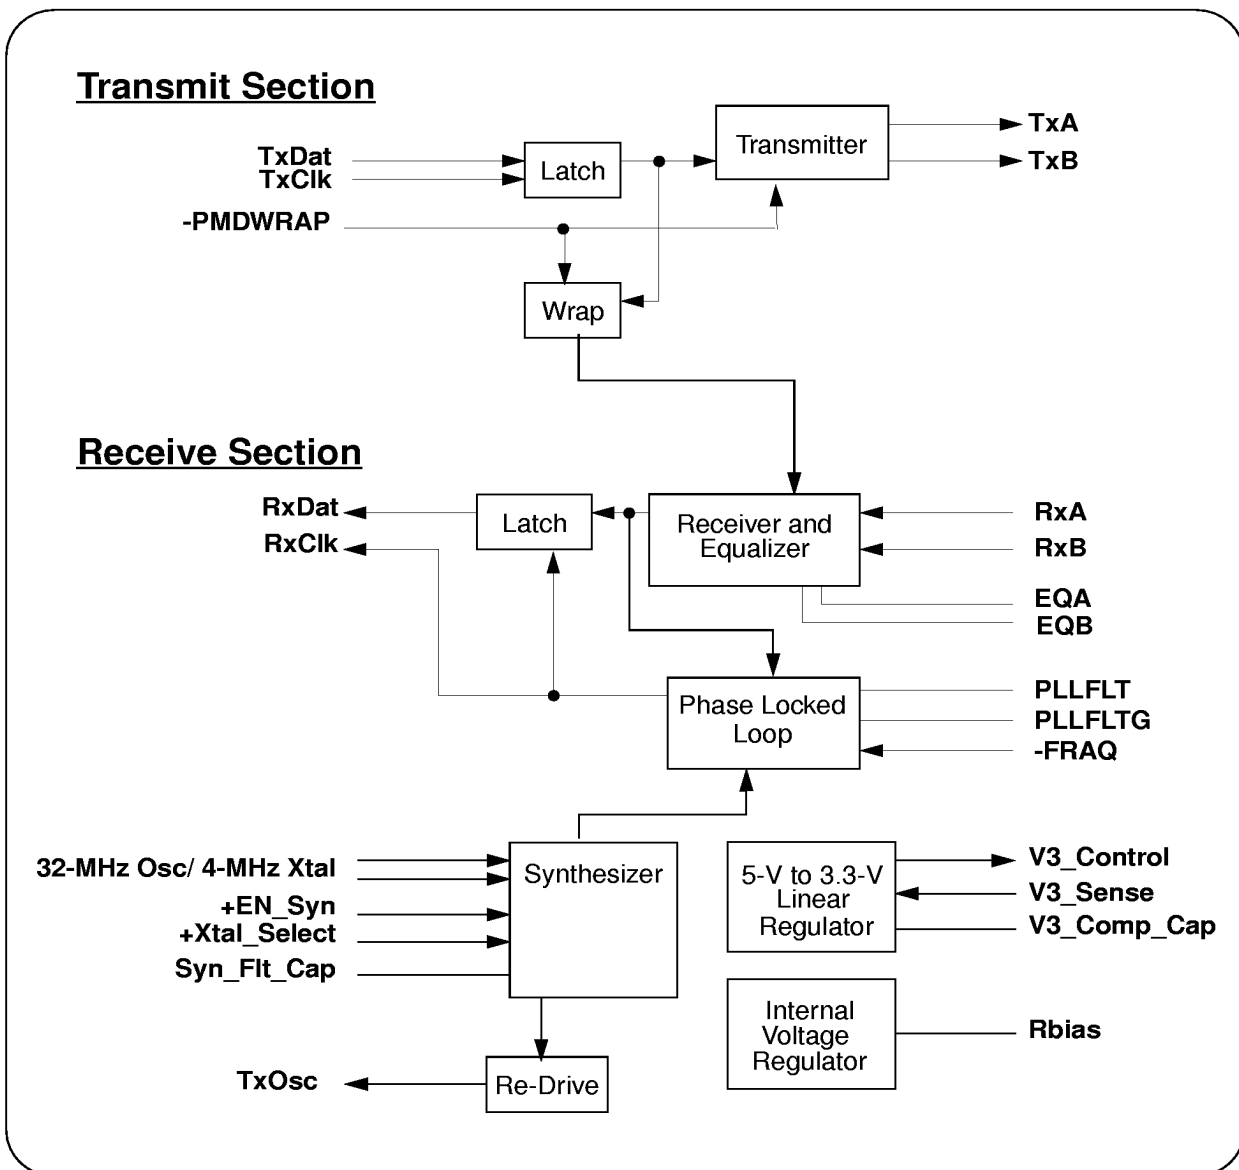 Transmit Section
TxDat
TxClk
-PMDWRAP
Latch
Transmitter
TxA
TxB
Wrap
Receive Section
RxDat
RxClk
Latch
Receiver and
Equalizer
RxA
RxB
EQA
EQB
Phase Locked
Loop
PLLFLT
PLLFLTG
-FRAQ
32-MHz Osc/ 4-MHz Xtal
+EN_Syn
+Xtal_Select
Syn_Flt_Cap
Synthesizer
5-V to 3.3-V
Linear
Regulator
V3_Control
V3_Sense
V3_Comp_Cap
Internal
Voltage
Regulator
Rbias
TxOsc
Re-Drive